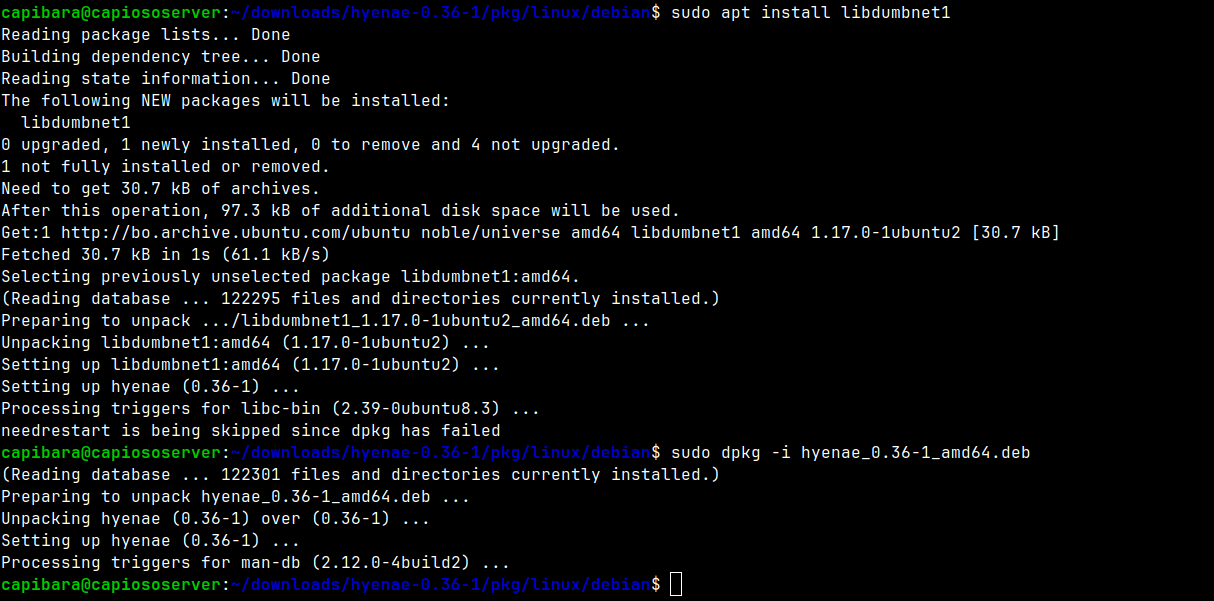 capibara@capiososerver:~/downloads/hyenae-0.36-1/pkg/linux/debian$ sudo apt install libdumbnet1
Reading package lists... Done
Building dependency tree... Done
Reading state information... Done
The following NEW packages will be installed:
  libdumbnet1
0 upgraded, 1 newly installed, 0 to remove and 4 not upgraded.
1 not fully installed or removed.
Need to get 30.7 kB of archives.
After this operation, 97.3 kB of additional disk space will be used.
Get:1 http://bo.archive.ubuntu.com/ubuntu noble/universe amd64 libdumbnet1 amd64 1.17.0-1ubuntu2 [30.7 kB]
Fetched 30.7 kB in 1s (61.1 kB/s)
Selecting previously unselected package libdumbnet1:amd64.
(Reading database ... 122295 files and directories currently installed.)
Preparing to unpack .../libdumbnet1_1.17.0-1ubuntu2_amd64.deb ...
Unpacking libdumbnet1:amd64 (1.17.0-1ubuntu2) ...
Setting up libdumbnet1:amd64 (1.17.0-1ubuntu2) ...
Setting up hyenae (0.36-1) ...
Processing triggers for libc-bin (2.39-0ubuntu8.3) ...
needrestart is being skipped since dpkg has failed
capibara@capiososerver:~/downloads/hyenae-0.36-1/pkg/linux/debian$ sudo dpkg -i hyenae_0.36-1_amd64.deb
(Reading database ... 122301 files and directories currently installed.)
Preparing to unpack hyenae_0.36-1_amd64.deb ...
Unpacking hyenae (0.36-1) over (0.36-1) ...
Setting up hyenae (0.36-1) ...
Processing triggers for man-db (2.12.0-4build2) ...
capibara@capiososerver:~/downloads/hyenae-0.36-1/pkg/linux/debian$